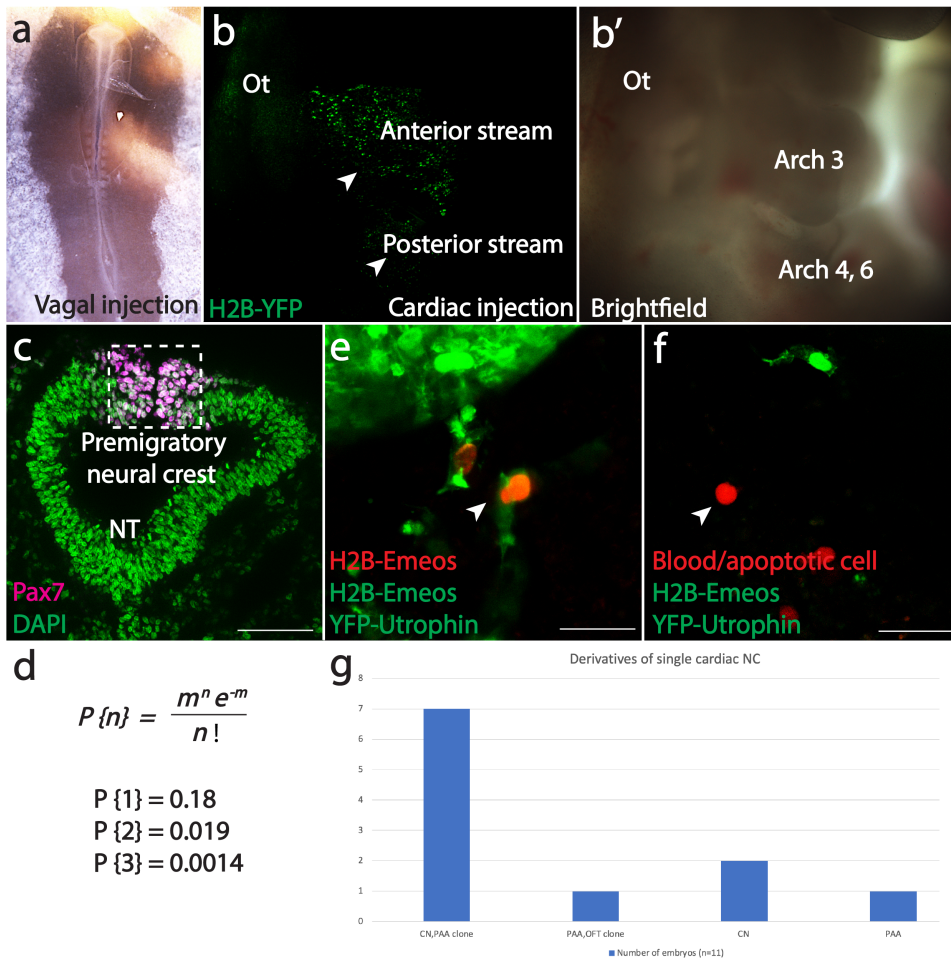 a
Vagal injection
b
Ot
Anterior stream
Posterior stream
H2B-YFP
Cardiac injection
b′
Ot
Arch 3
Arch 4, 6
Brightfield
c
Premigratory
neural crest
NT
Pax7
DAPI
e
H2B-Emeos
H2B-Emeos
YFP-Utrophin
f
Blood/apoptotic cell
H2B-Emeos
YFP-Utrophin
d
P{n} = mⁿ e⁻ᵐ / n!
P {1} = 0.18
P {2} = 0.019
P {3} = 0.0014
g
Derivatives of single cardiac NC
8
7
6
5
4
3
2
1
0
CN,PAA clone
PAA,OFT clone
CN
PAA
Number of embryos (n=11)